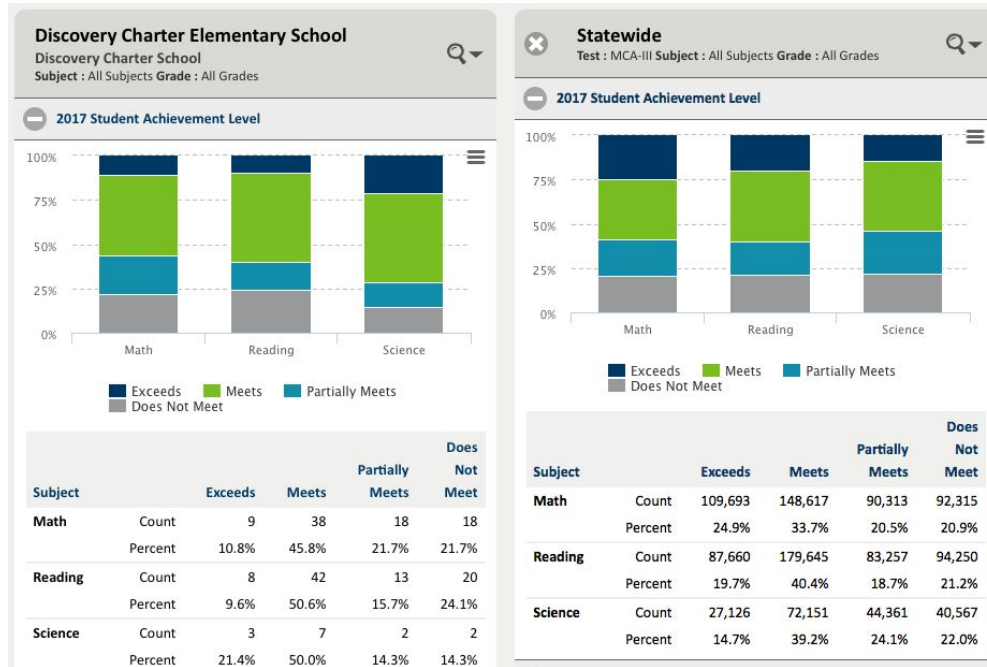 Discovery Charter Elementary School
Discovery Charter School
Subject : All Subjects Grade : All Grades
2017 Student Achievement Level
100%
75%
50%
25%
0%
Math Reading Science
Exceeds Meets Partially Meets
Does Not Meet
Does
Partially Not
Subject Exceeds Meets Meets Meet
Math Count 9 38 18 18
Percent 10.8% 45.8% 21.7% 21.7%
Reading Count 8 42 13 20
Percent 9.6% 50.6% 15.7% 24.1%
Science Count 3 7 2 2
Percent 21.4% 50.0% 14.3% 14.3%
Statewide
Test : MCA-III Subject : All Subjects Grade : All Grades
2017 Student Achievement Level
100%
75%
50%
25%
0%
Math Reading Science
Exceeds Meets Partially Meets
Does Not Meet
Does
Partially Not
Subject Exceeds Meets Meets Meet
Math Count 109,693 148,617 90,313 92,315
Percent 24.9% 33.7% 20.5% 20.9%
Reading Count 87,660 179,645 83,257 94,250
Percent 19.7% 40.4% 18.7% 21.2%
Science Count 27,126 72,151 44,361 40,567
Percent 14.7% 39.2% 24.1% 22.0%